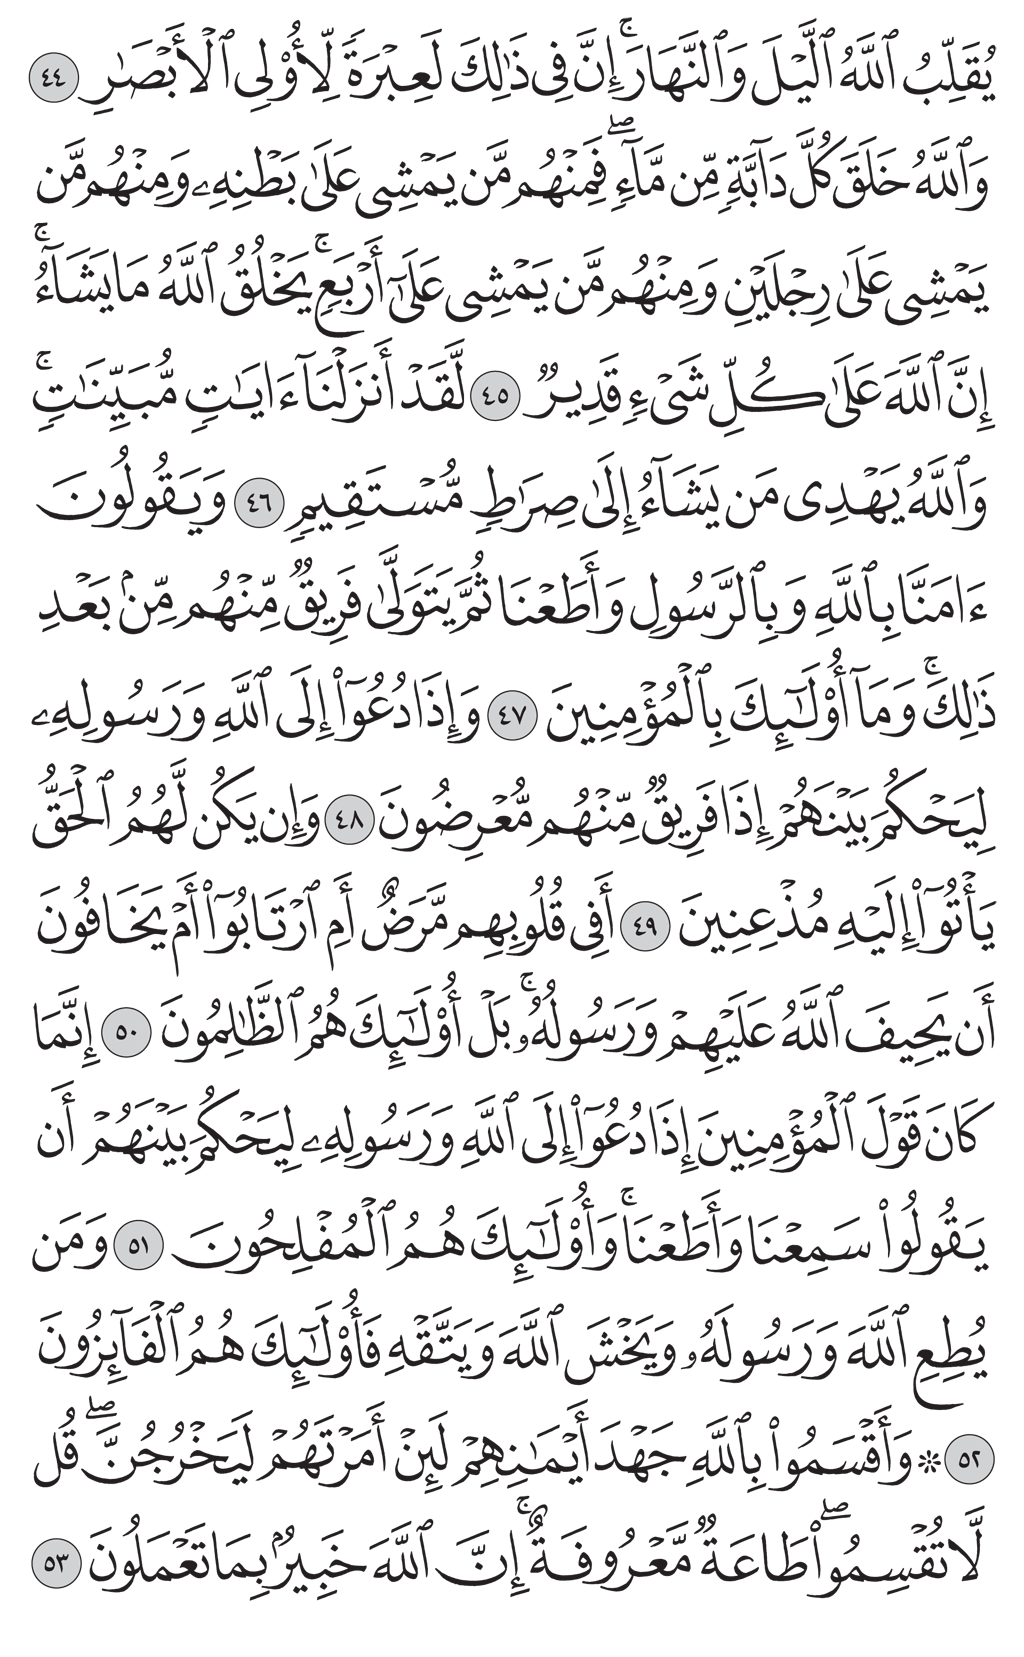 يُقَلِّبُ ٱللَّهُ ٱلَّيْلَ وَٱلنَّهَارَۚ إِنَّ فِى ذَٰلِكَ لَعِبْرَةً لِّأُو۟لِى ٱلْأَبْصَٰرِ ٤٤
وَٱللَّهُ خَلَقَ كُلَّ دَآبَّةٍ مِّن مَّآءٍۖ فَمِنْهُم مَّن يَمْشِى عَلَىٰ بَطْنِهِۦ وَمِنْهُم مَّن
يَمْشِى عَلَىٰ رِجْلَيْنِ وَمِنْهُم مَّن يَمْشِى عَلَىٰٓ أَرْبَعٍۚ يَخْلُقُ ٱللَّهُ مَا يَشَآءُۚ
إِنَّ ٱللَّهَ عَلَىٰ كُلِّ شَىْءٍ قَدِيرٌ ٤٥ لَّقَدْ أَنزَلْنَآ ءَايَٰتٍ مُّبَيِّنَٰتٍۚ
وَٱللَّهُ يَهْدِى مَن يَشَآءُ إِلَىٰ صِرَٰطٍ مُّسْتَقِيمٍ ٤٦ وَيَقُولُونَ
ءَامَنَّا بِٱللَّهِ وَبِٱلرَّسُولِ وَأَطَعْنَا ثُمَّ يَتَوَلَّىٰ فَرِيقٌ مِّنْهُم مِّنۢ بَعْدِ
ذَٰلِكَۚ وَمَآ أُو۟لَٰٓئِكَ بِٱلْمُؤْمِنِينَ ٤٧ وَإِذَا دُعُوٓا۟ إِلَى ٱللَّهِ وَرَسُولِهِۦ
لِيَحْكُمَ بَيْنَهُمْ إِذَا فَرِيقٌ مِّنْهُم مُّعْرِضُونَ ٤٨ وَإِن يَكُن لَّهُمُ ٱلْحَقُّ
يَأْتُوٓا۟ إِلَيْهِ مُذْعِنِينَ ٤٩ أَفِى قُلُوبِهِم مَّرَضٌ أَمِ ٱرْتَابُوٓا۟ أَمْ يَخَافُونَ
أَن يَحِيفَ ٱللَّهُ عَلَيْهِمْ وَرَسُولُهُۥۚ بَلْ أُو۟لَٰٓئِكَ هُمُ ٱلظَّٰلِمُونَ ٥٠ إِنَّمَا
كَانَ قَوْلَ ٱلْمُؤْمِنِينَ إِذَا دُعُوٓا۟ إِلَى ٱللَّهِ وَرَسُولِهِۦ لِيَحْكُمَ بَيْنَهُمْ أَن
يَقُولُوا۟ سَمِعْنَا وَأَطَعْنَاۚ وَأُو۟لَٰٓئِكَ هُمُ ٱلْمُفْلِحُونَ ٥١ وَمَن
يُطِعِ ٱللَّهَ وَرَسُولَهُۥ وَيَخْشَ ٱللَّهَ وَيَتَّقْهِ فَأُو۟لَٰٓئِكَ هُمُ ٱلْفَآئِزُونَ
٥٢ ۞ وَأَقْسَمُوا۟ بِٱللَّهِ جَهْدَ أَيْمَٰنِهِمْ لَئِنْ أَمَرْتَهُمْ لَيَخْرُجُنَّۖ قُل
لَّا تُقْسِمُوا۟ۖ طَاعَةٌ مَّعْرُوفَةٌۚ إِنَّ ٱللَّهَ خَبِيرٌۢ بِمَا تَعْمَلُونَ ٥٣